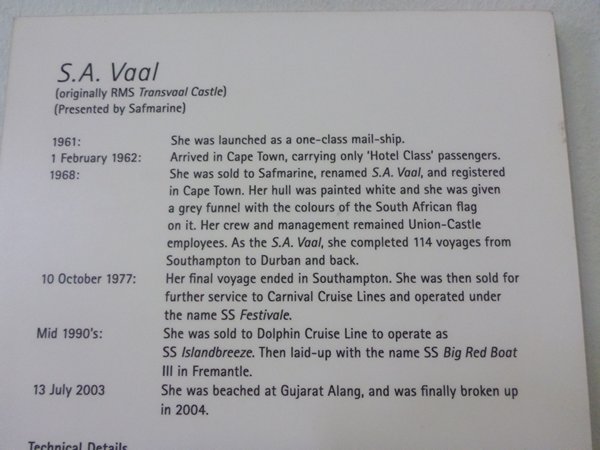 S.A. Vaal
(originally RMS Transvaal Castle)
(Presented by Safmarine)
1961: She was launched as a one-class mail-ship.
1 February 1962: Arrived in Cape Town, carrying only 'Hotel Class' passengers.
1968: She was sold to Safmarine, renamed S.A. Vaal, and registered
in Cape Town. Her hull was painted white and she was given
a grey funnel with the colours of the South African flag
on it. Her crew and management remained Union-Castle
employees. As the S.A. Vaal, she completed 114 voyages from
Southampton to Durban and back.
10 October 1977: Her final voyage ended in Southampton. She was then sold for
further service to Carnival Cruise Lines and operated under
the name SS Festivale.
Mid 1990's: She was sold to Dolphin Cruise Line to operate as
SS Islandbreeze. Then laid-up with the name SS Big Red Boat
III in Fremantle.
13 July 2003 She was beached at Gujarat Alang, and was finally broken up
in 2004.
Technical Details